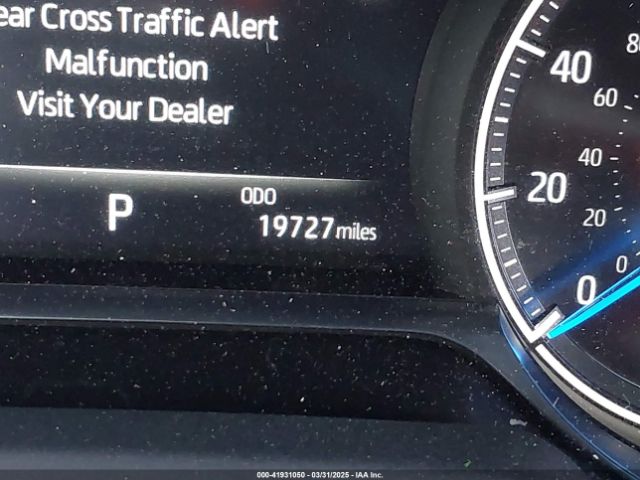 ear Cross Traffic Alert
Malfunction
Visit Your Dealer
P
ODO
19727 miles
40
20
0
80
60
40
20
0
000-41931050 - 03/31/2025 - IAA Inc.